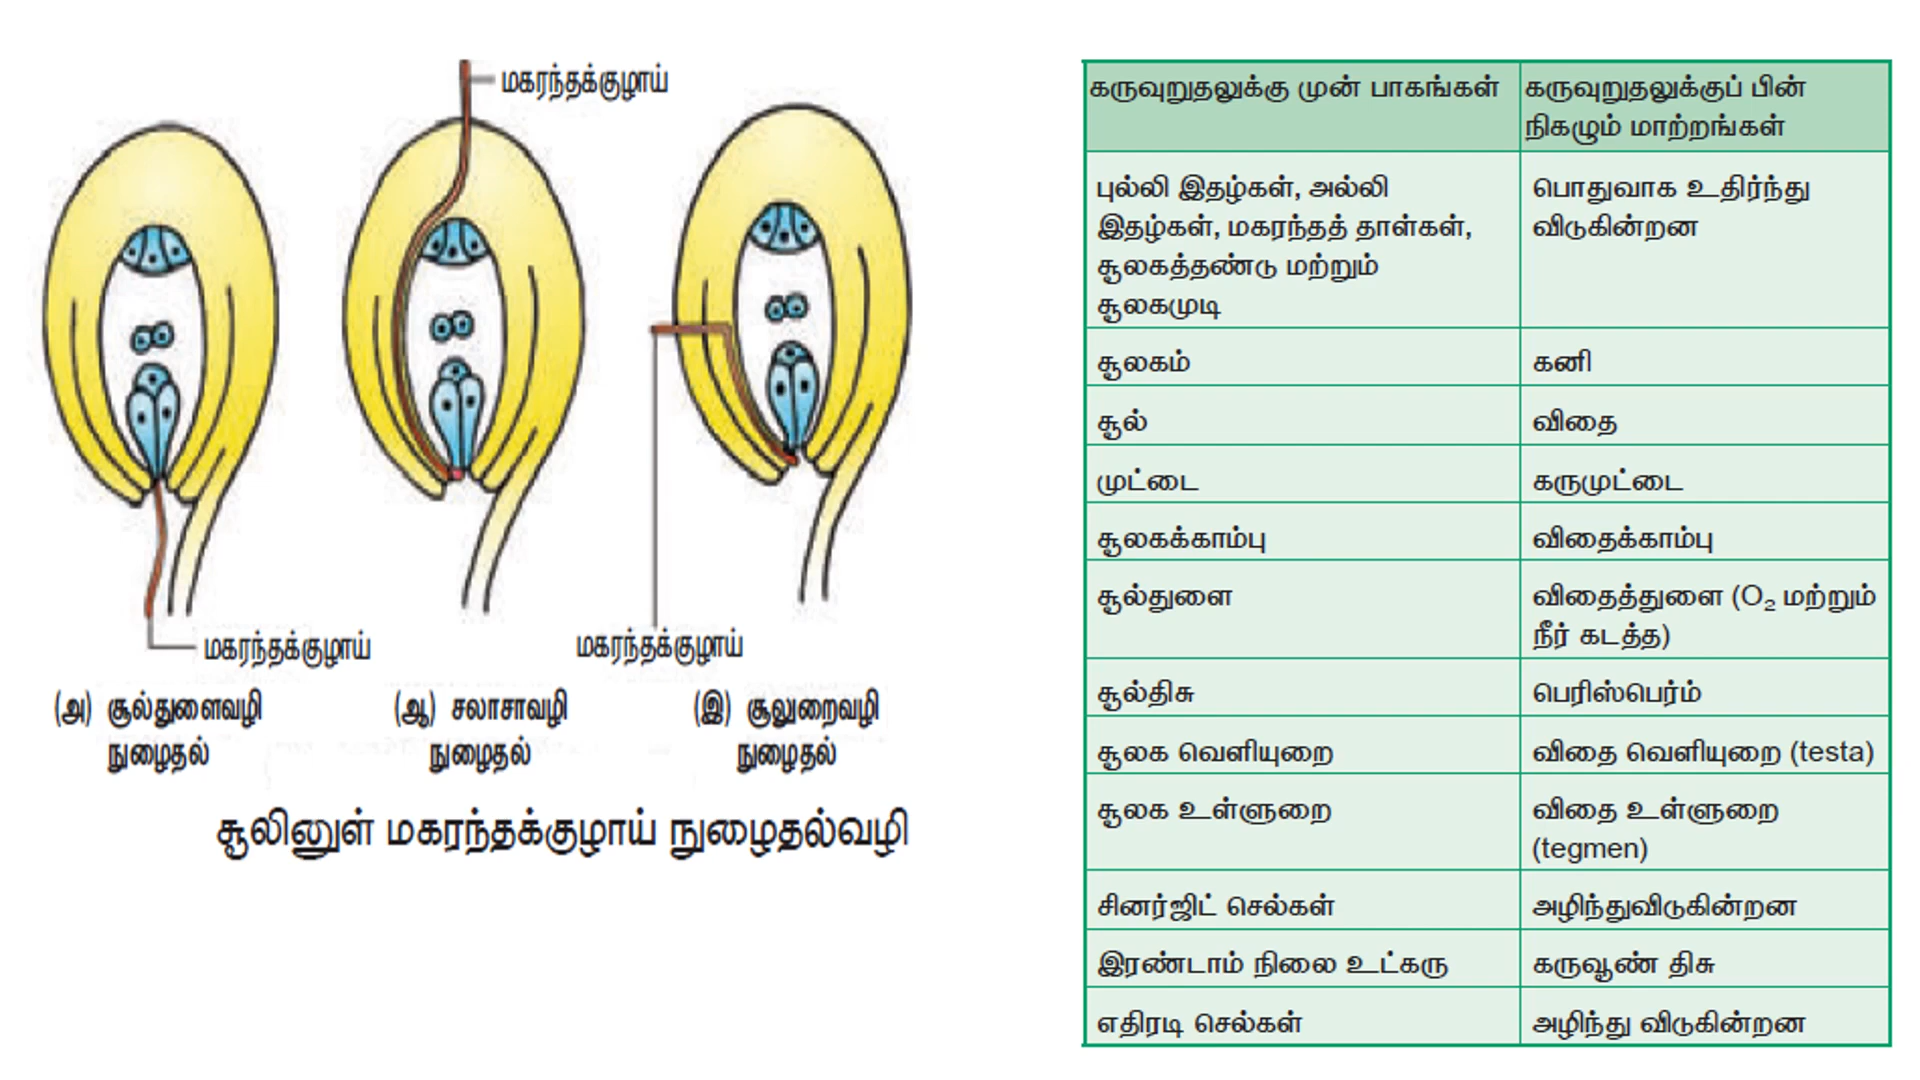 மகரந்தக்குழாய்
மகரந்தக்குழாய்
மகரந்தக்குழாய்
(அ) சூல்துளைவழி
நுழைதல்
(ஆ) சலாசாவழி
நுழைதல்
(இ) சூலுறைவழி
நுழைதல்
சூலினுள் மகரந்தக்குழாய் நுழைதல்வழி
கருவுறுதலுக்கு முன் பாகங்கள்
கருவுறுதலுக்குப் பின்
நிகழும் மாற்றங்கள்
புல்லி இதழ்கள், அல்லி
இதழ்கள், மகரந்தத் தாள்கள்,
சூலகத்தண்டு மற்றும்
சூலகமுடி
பொதுவாக உதிர்ந்து
விடுகின்றன
சூலகம்
கனி
சூல்
விதை
முட்டை
கருமுட்டை
சூலகக்காம்பு
விதைக்காம்பு
சூல்துளை
விதைத்துளை (O₂ மற்றும்
நீர் கடத்த)
சூல்திசு
பெரிஸ்பெர்ம்
சூலக வெளியுறை
விதை வெளியுறை (testa)
சூலக உள்ளுறை
விதை உள்ளுறை
(tegmen)
சினர்ஜிட் செல்கள்
அழிந்துவிடுகின்றன
இரண்டாம் நிலை உட்கரு
கருவூண் திசு
எதிரடி செல்கள்
அழிந்து விடுகின்றன